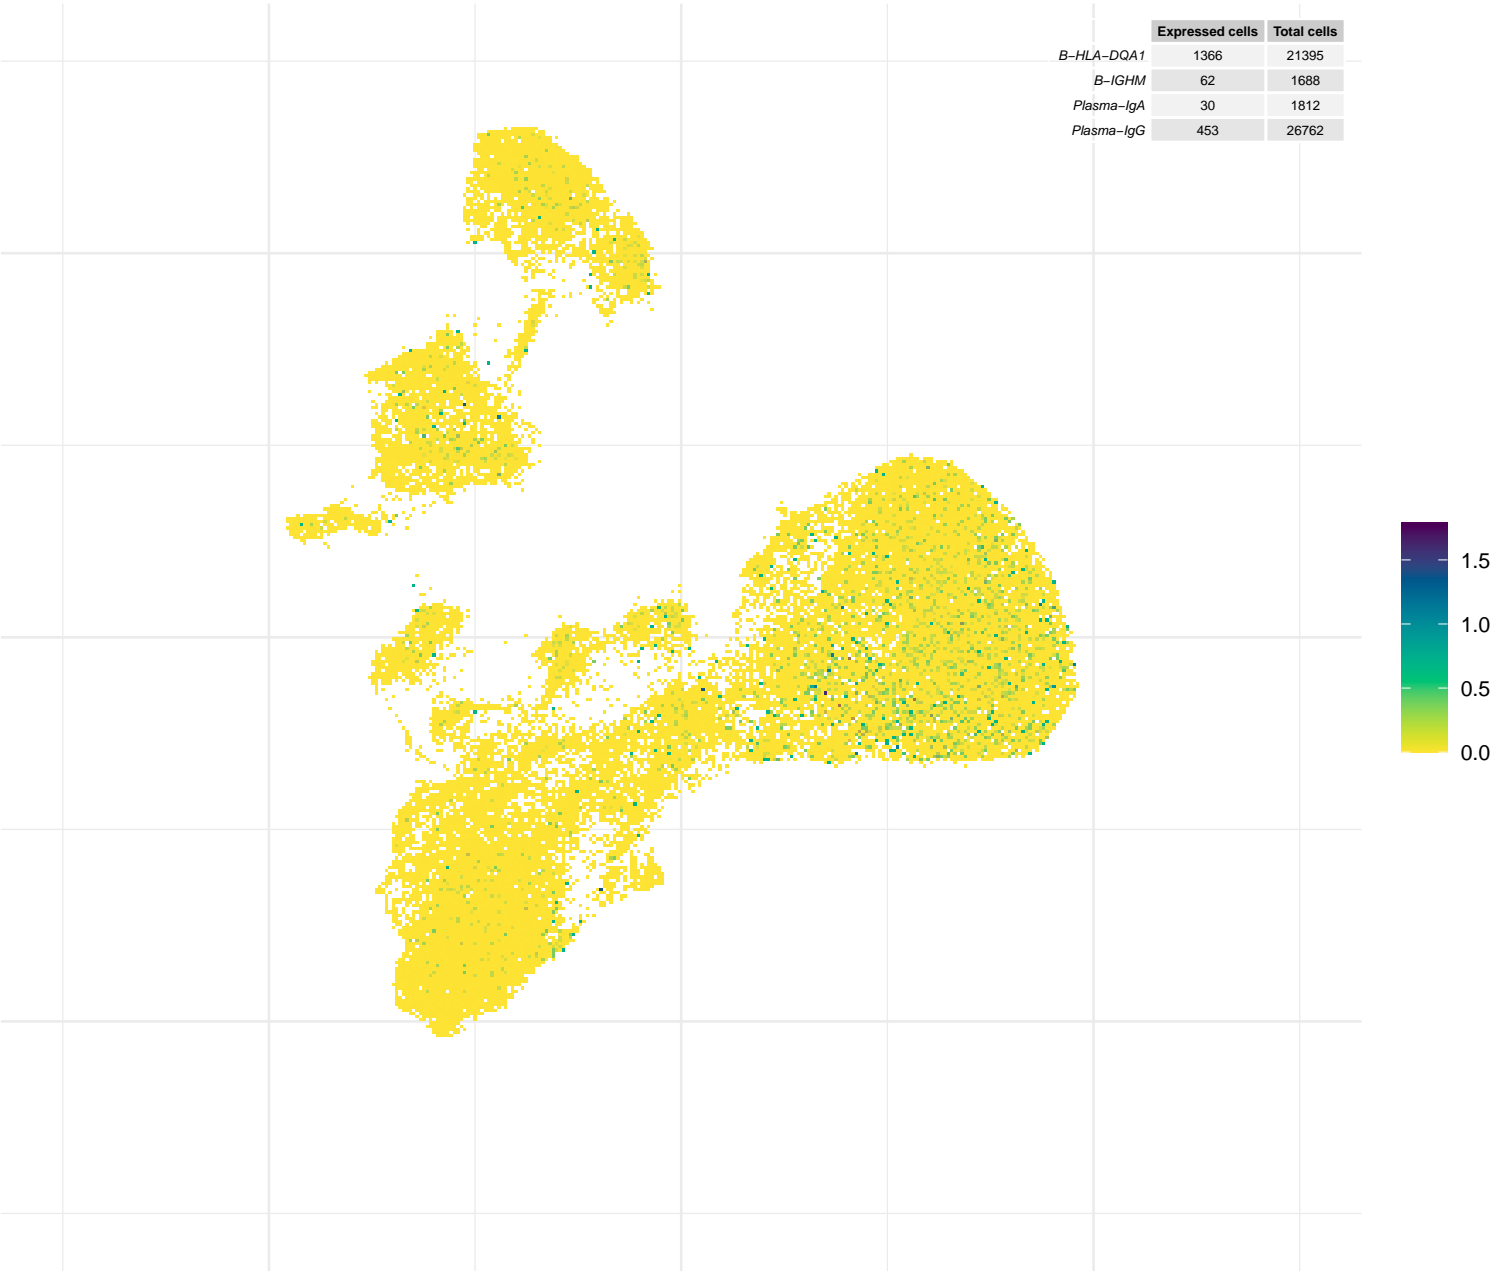 Expressed cells Total cells
B−HLA−DQA1 1366 21395
B−IGHM 62 1688
Plasma−IgA 30 1812
Plasma−IgG 453 26762
1.5
1.0
0.5
0.0